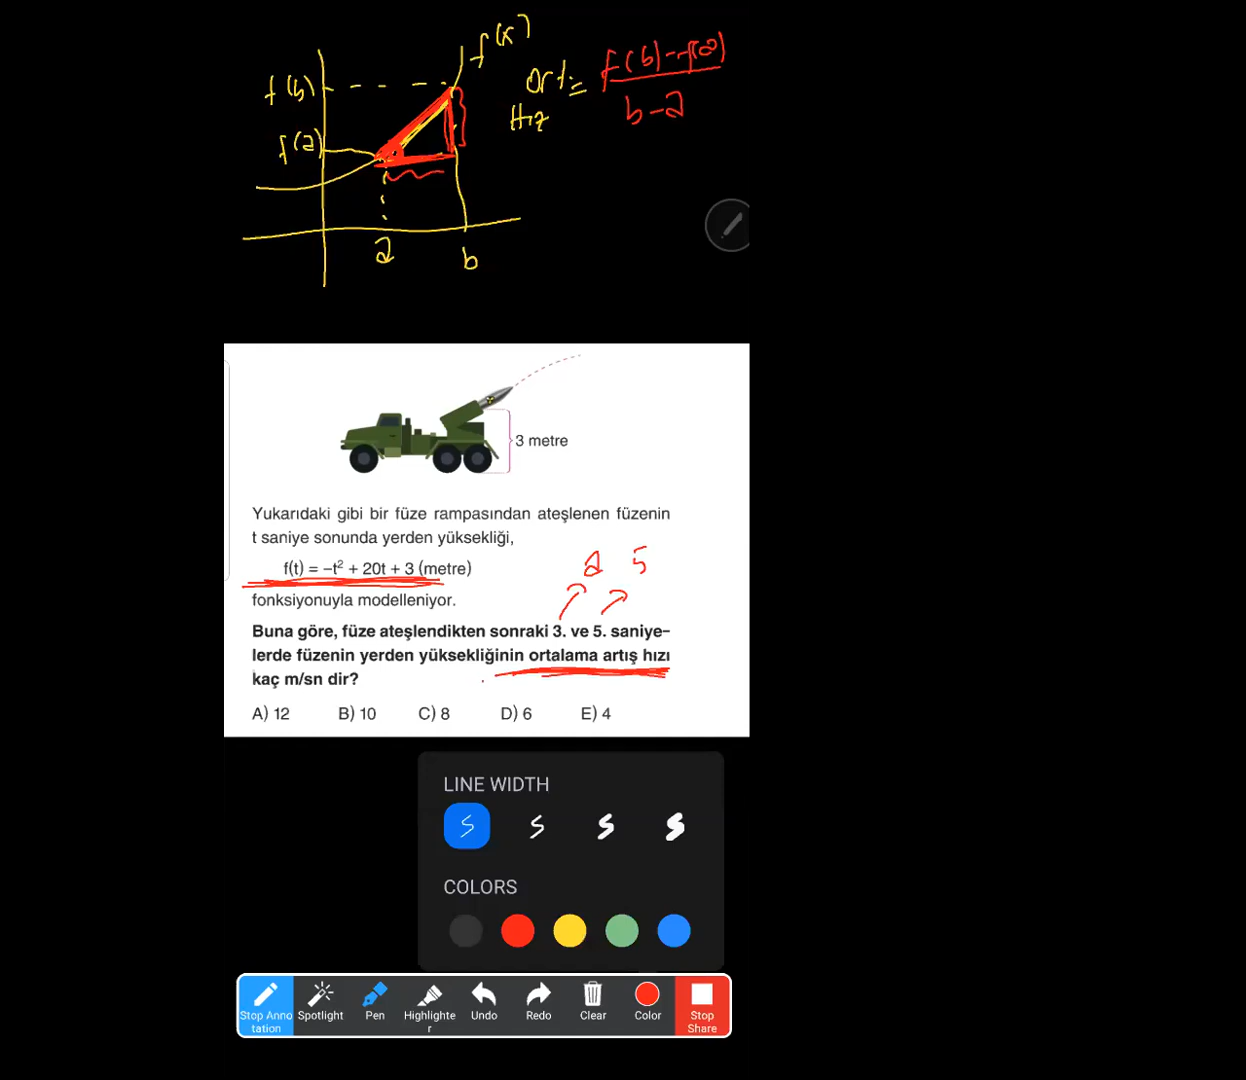 f(x)
f(b)
ort = f(b)-f(a)
Hız b-a
f(a)
a
b
3 metre
Yukarıdaki gibi bir füze rampasından ateşlenen füzenin
t saniye sonunda yerden yüksekliği,
f(t) = –t² + 20t + 3 (metre)
fonksiyonuyla modelleniyor.
a 5
Buna göre, füze ateşlendikten sonraki 3. ve 5. saniye–
lerde füzenin yerden yüksekliğinin ortalama artış hızı
kaç m/sn dir?
A) 12 B) 10 C) 8 D) 6 E) 4
LINE WIDTH
COLORS
Stop Anno
tation
Spotlight
Pen
Highlighte
r
Undo
Redo
Clear
Color
Stop
Share